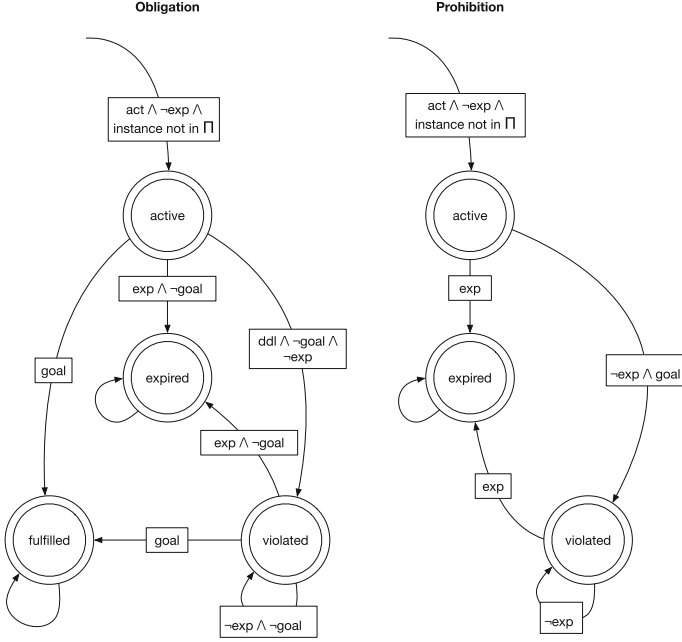 Obligation
act ∧ ¬exp ∧
instance not in Π
active
exp ∧ ¬goal
ddl ∧ ¬goal ∧
¬exp
goal
expired
exp ∧ ¬goal
fulfilled
goal
violated
¬exp ∧ ¬goal
Prohibition
act ∧ ¬exp ∧
instance not in Π
active
exp
¬exp ∧ goal
expired
exp
violated
¬exp